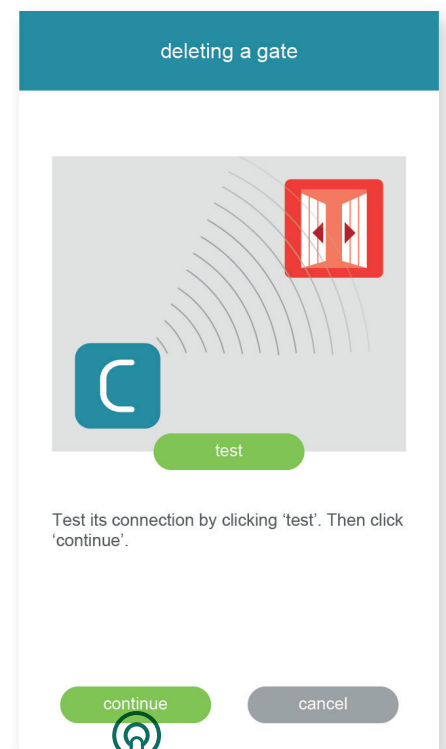 deleting a gate
test
Test its connection by clicking ‘test’. Then click
‘continue’.
continue
cancel